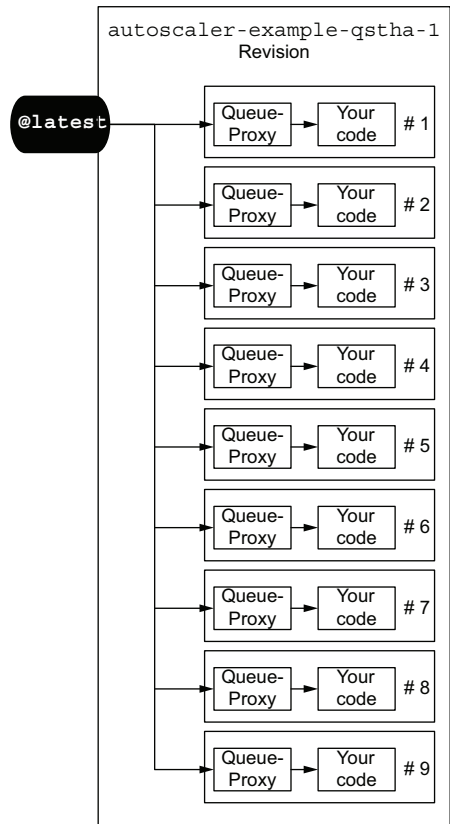 autoscaler-example-qstha-1
Revision
@latest
Queue-
Proxy
Your
code
# 1
Queue-
Proxy
Your
code
# 2
Queue-
Proxy
Your
code
# 3
Queue-
Proxy
Your
code
# 4
Queue-
Proxy
Your
code
# 5
Queue-
Proxy
Your
code
# 6
Queue-
Proxy
Your
code
# 7
Queue-
Proxy
Your
code
# 8
Queue-
Proxy
Your
code
# 9